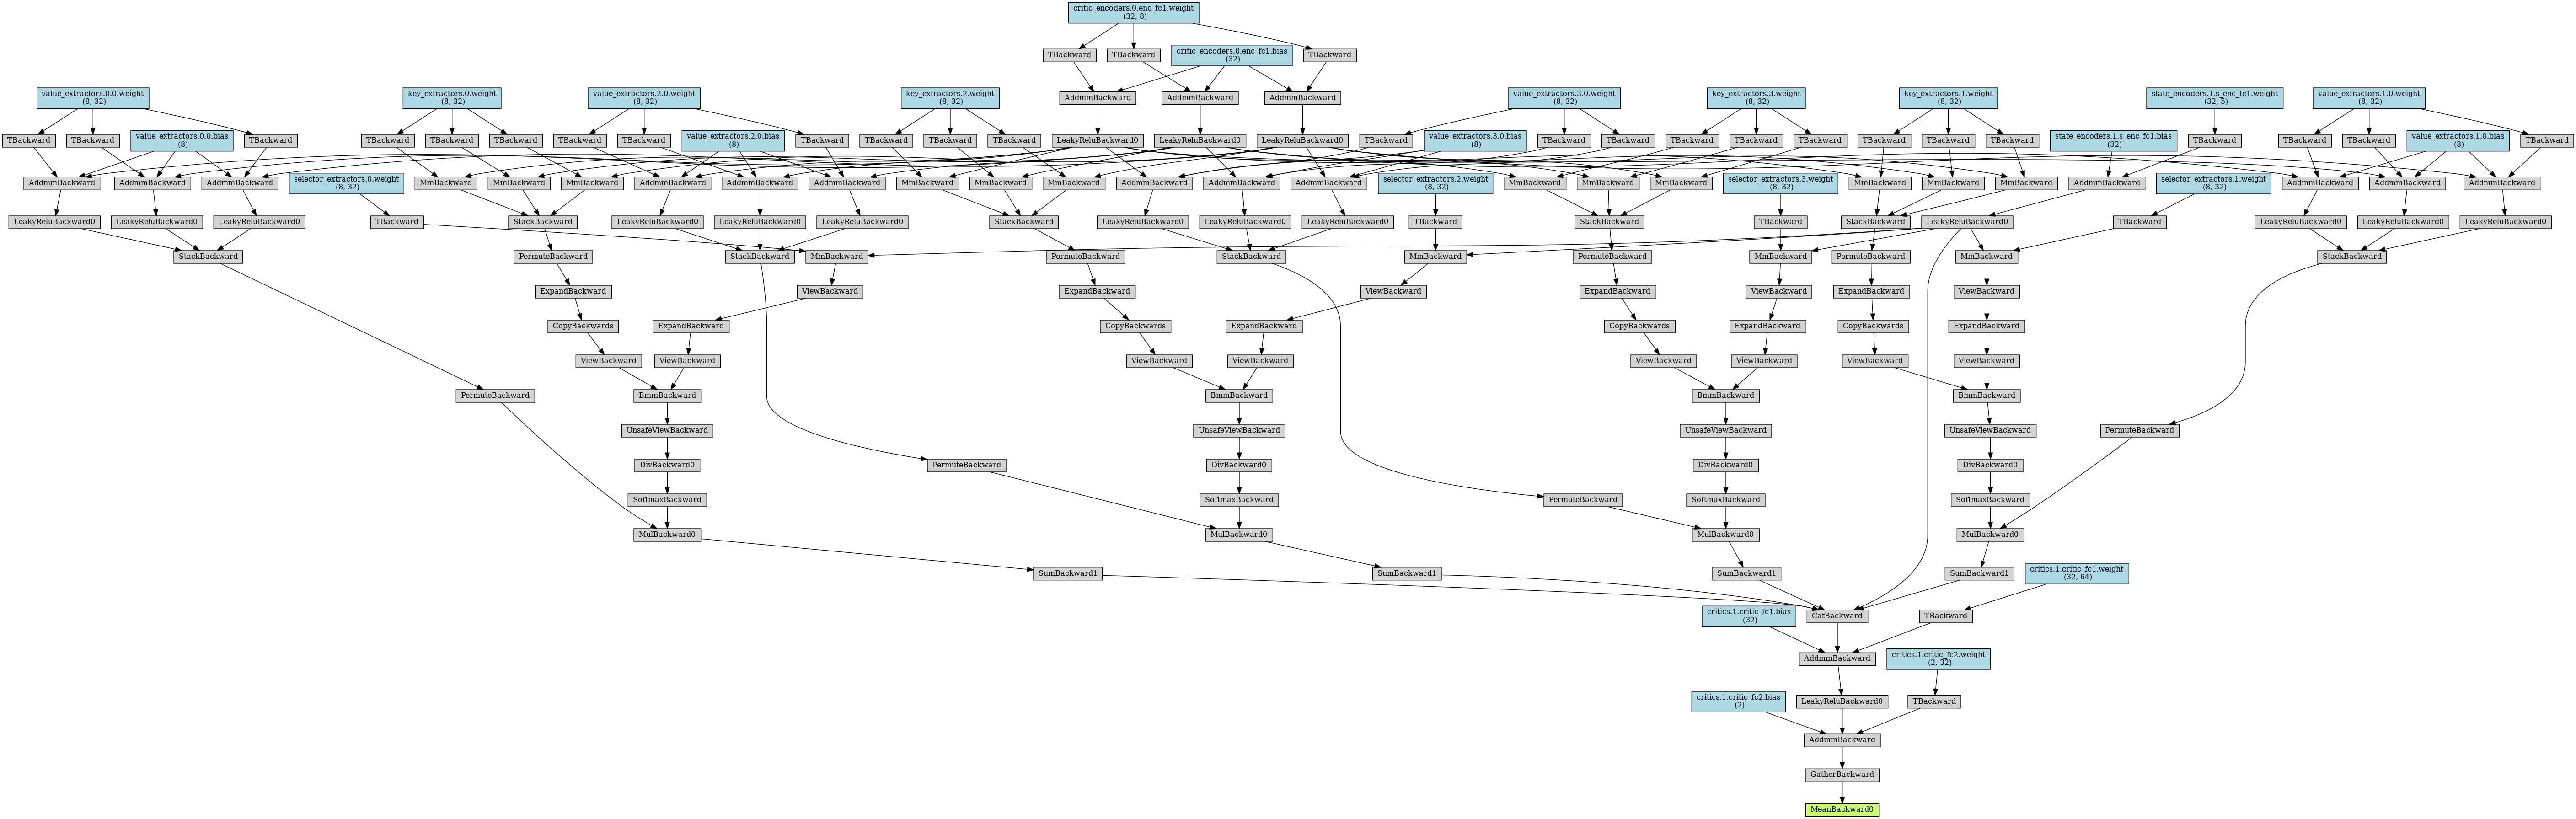 critic_encoders.0.enc_fc1.weight
(32, 8)
TBackward TBackward critic_encoders.0.enc_fc1.bias TBackward
(32)
value_extractors.0.0.weight key_extractors.0.weight value_extractors.2.0.weight key_extractors.2.weight AddmmBackward AddmmBackward AddmmBackward value_extractors.3.0.weight key_extractors.3.weight key_extractors.1.weight state_encoders.1.s_enc_fc1.weight value_extractors.1.0.weight
(8, 32) (8, 32) (8, 32) (8, 32) (8, 32) (8, 32) (8, 32) (32, 5) (8, 32)
TBackward TBackward value_extractors.0.0.bias TBackward TBackward TBackward TBackward TBackward TBackward value_extractors.2.0.bias TBackward TBackward TBackward TBackward LeakyReluBackward0 LeakyReluBackward0 LeakyReluBackward0 TBackward value_extractors.3.0.bias TBackward TBackward TBackward TBackward TBackward TBackward TBackward TBackward state_encoders.1.s_enc_fc1.bias TBackward TBackward TBackward value_extractors.1.0.bias TBackward
(8) (8) (8) (32) (8)
AddmmBackward AddmmBackward AddmmBackward selector_extractors.0.weight MmBackward MmBackward MmBackward AddmmBackward AddmmBackward AddmmBackward MmBackward MmBackward MmBackward AddmmBackward AddmmBackward AddmmBackward selector_extractors.2.weight MmBackward MmBackward MmBackward selector_extractors.3.weight MmBackward MmBackward MmBackward AddmmBackward selector_extractors.1.weight AddmmBackward AddmmBackward AddmmBackward
(8, 32) (8, 32) (8, 32) (8, 32)
LeakyReluBackward0 LeakyReluBackward0 LeakyReluBackward0 TBackward StackBackward LeakyReluBackward0 LeakyReluBackward0 LeakyReluBackward0 StackBackward LeakyReluBackward0 LeakyReluBackward0 LeakyReluBackward0 TBackward StackBackward TBackward StackBackward LeakyReluBackward0 TBackward LeakyReluBackward0 LeakyReluBackward0 LeakyReluBackward0
StackBackward PermuteBackward StackBackward MmBackward PermuteBackward StackBackward MmBackward PermuteBackward MmBackward PermuteBackward MmBackward StackBackward
ExpandBackward ViewBackward ExpandBackward ViewBackward ExpandBackward ViewBackward ExpandBackward ViewBackward
CopyBackwards ExpandBackward CopyBackwards ExpandBackward CopyBackwards ExpandBackward CopyBackwards ExpandBackward
ViewBackward ViewBackward ViewBackward ViewBackward ViewBackward ViewBackward ViewBackward ViewBackward
PermuteBackward BmmBackward BmmBackward BmmBackward BmmBackward
UnsafeViewBackward UnsafeViewBackward UnsafeViewBackward UnsafeViewBackward PermuteBackward
DivBackward0 PermuteBackward DivBackward0 DivBackward0 DivBackward0
SoftmaxBackward SoftmaxBackward PermuteBackward SoftmaxBackward SoftmaxBackward
MulBackward0 MulBackward0 MulBackward0 MulBackward0
SumBackward1 SumBackward1 SumBackward1 SumBackward1 critics.1.critic_fc1.weight
(32, 64)
critics.1.critic_fc1.bias CatBackward TBackward
(32)
AddmmBackward critics.1.critic_fc2.weight
(2, 32)
critics.1.critic_fc2.bias LeakyReluBackward0 TBackward
(2)
AddmmBackward
GatherBackward
MeanBackward0